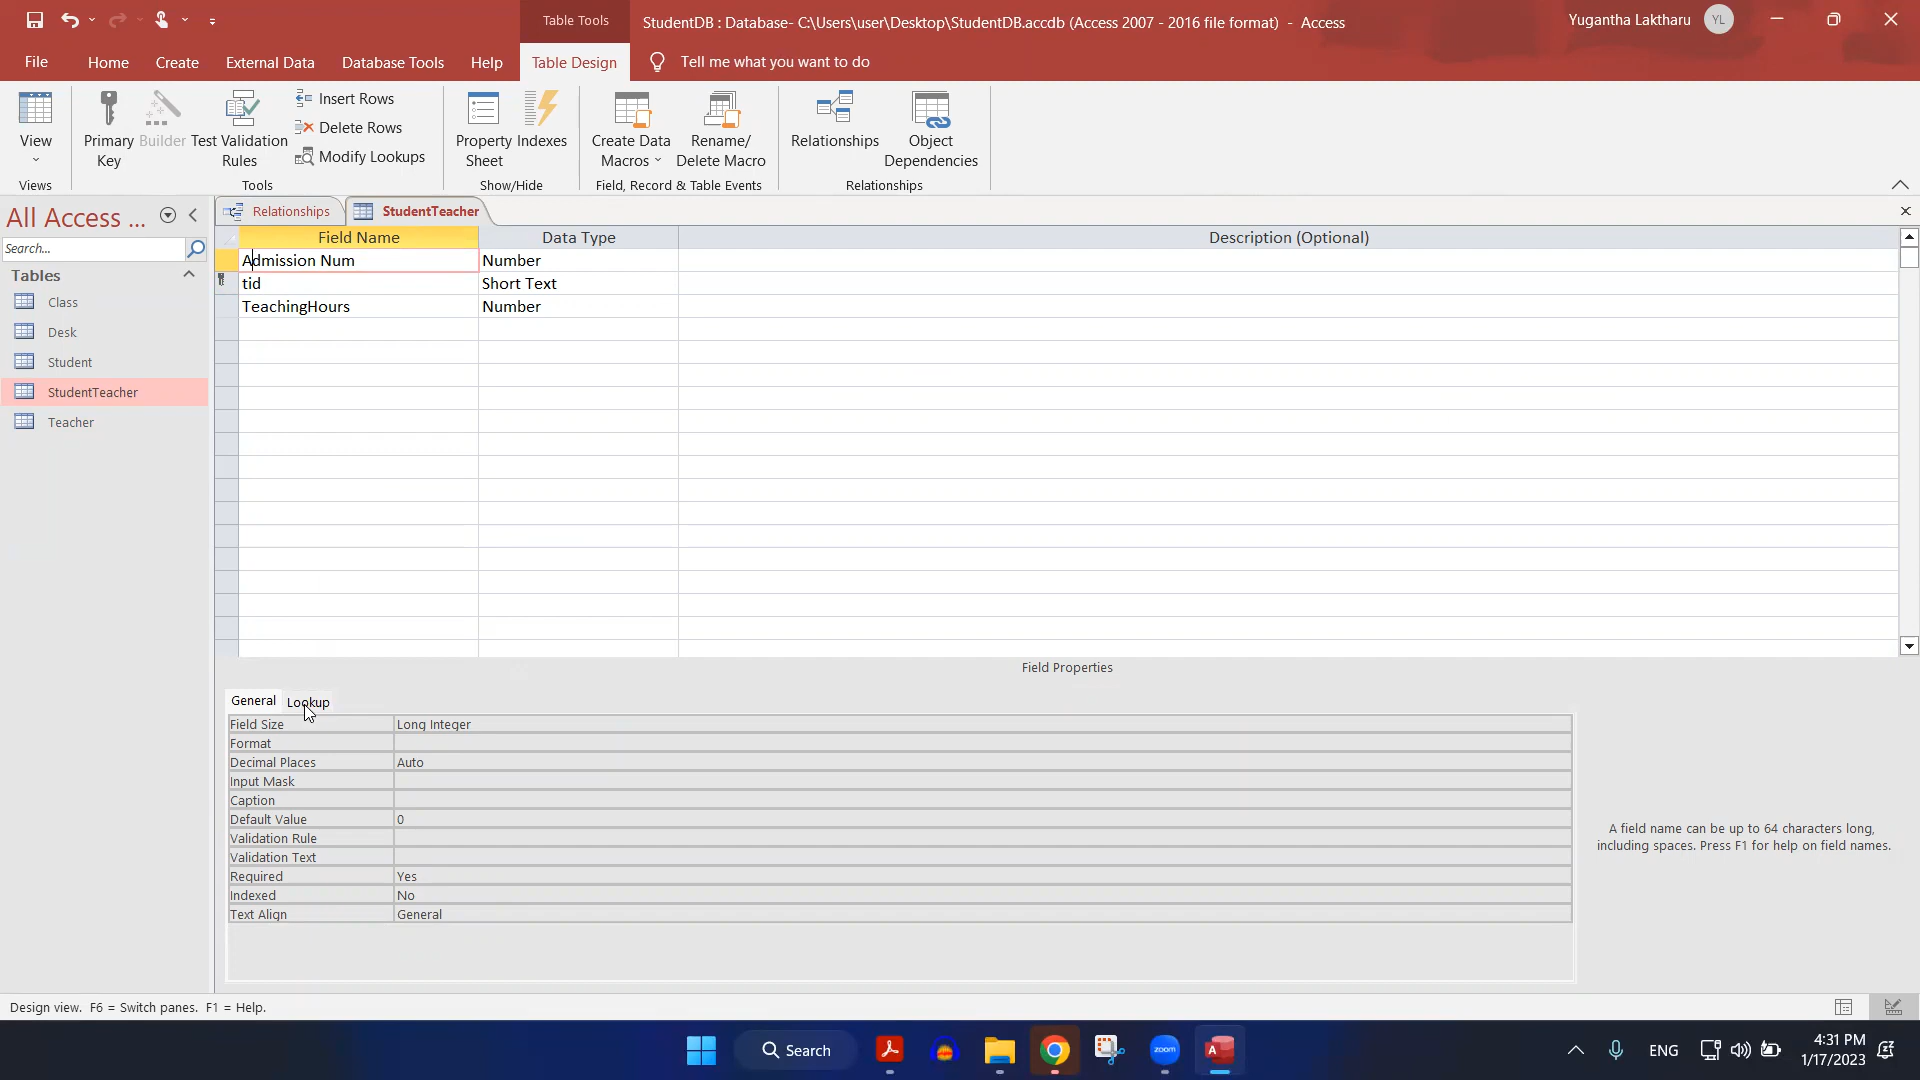 Table Tools
StudentDB : Database- C:\Users\user\Desktop\StudentDB.accdb (Access 2007 - 2016 file format) - Access
Yugantha Laktharu
YL
File
Home
Create
External Data
Database Tools
Help
Table Design
Tell me what you want to do
View
Primary Key
Builder
Test Validation Rules
Insert Rows
Delete Rows
Modify Lookups
Property Sheet
Indexes
Create Data Macros
Rename/ Delete Macro
Relationships
Object Dependencies
Views
Tools
Show/Hide
Field, Record & Table Events
Relationships
All Access ...
Search...
Tables
Class
Desk
Student
StudentTeacher
Teacher
Relationships
StudentTeacher
Field Name Data Type Description (Optional)
Admission Num Number
tid Short Text
TeachingHours Number
Field Properties
General Lookup
Field Size Long Integer
Format
Decimal Places Auto
Input Mask
Caption
Default Value 0
Validation Rule
Validation Text
Required Yes
Indexed No
Text Align General
A field name can be up to 64 characters long,
including spaces. Press F1 for help on field names.
Design view. F6 = Switch panes. F1 = Help.
Search
zoom
A
ENG
4:31 PM
1/17/2023